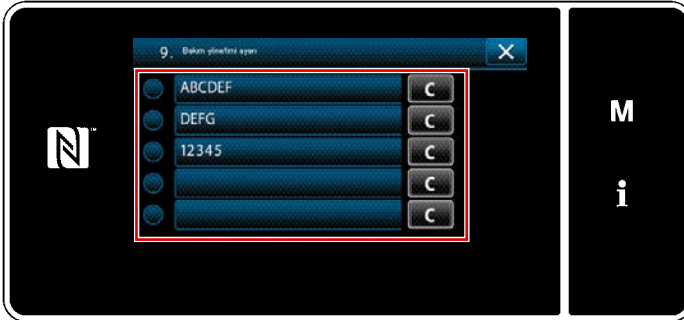 9. Bakım yönetimi ayarı
ABCDEF C
DEFG C
12345 C
C
C
M
i